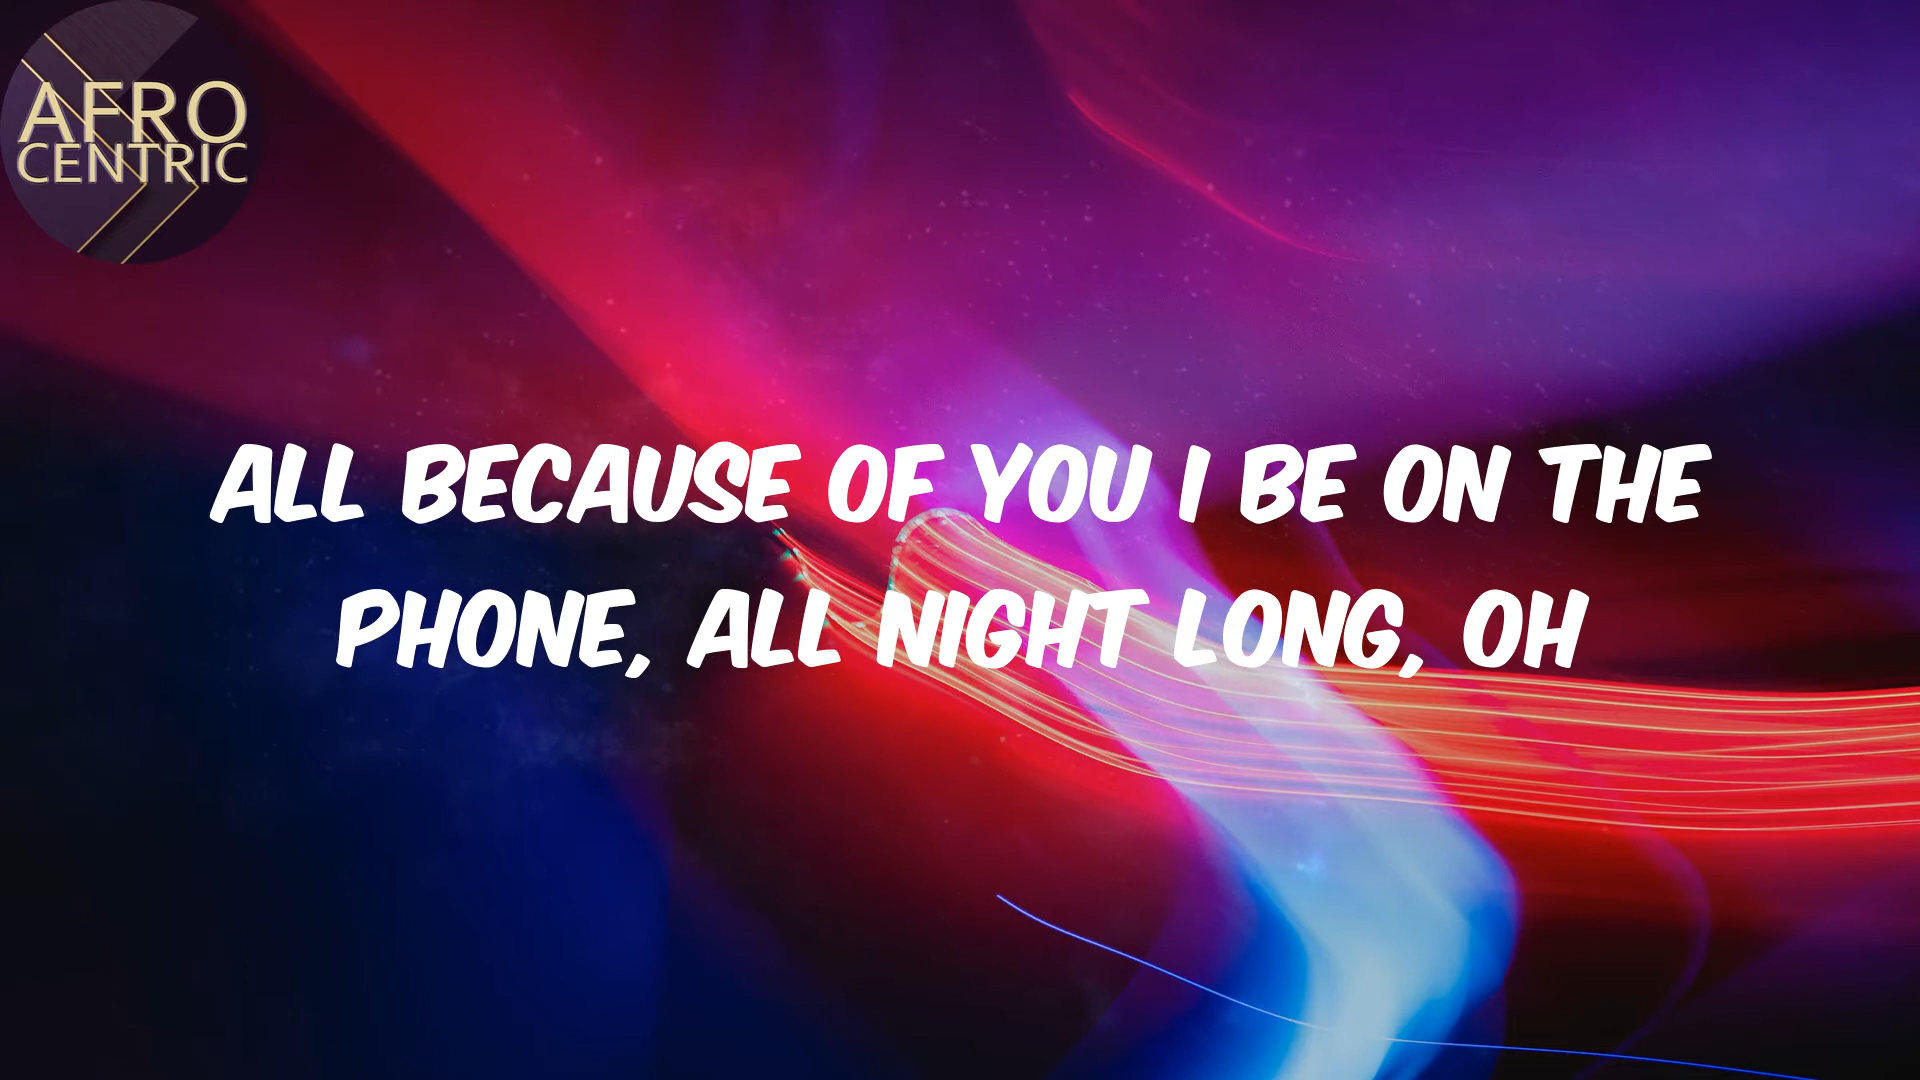 AFRO
CENTRIC
ALL BECAUSE OF YOU I BE ON THE
PHONE, ALL NIGHT LONG, OH